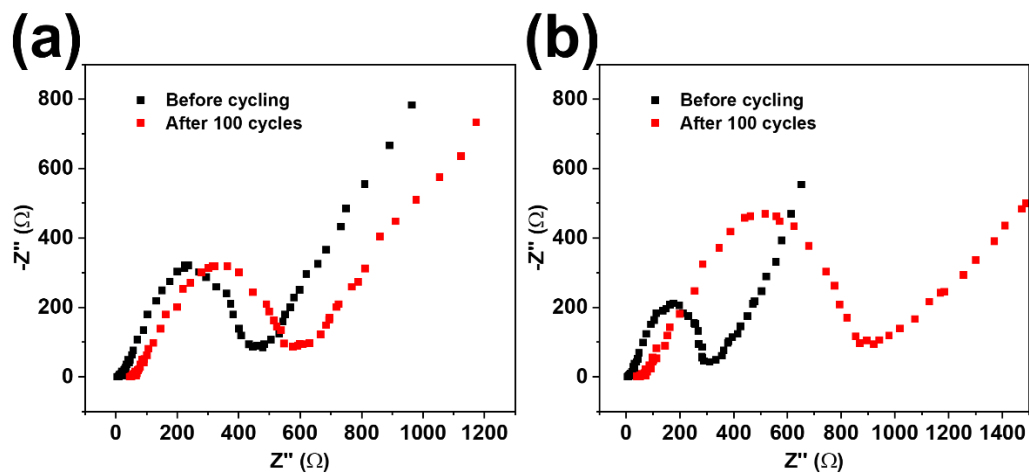 (a)
Before cycling
After 100 cycles
800
600
400
200
0
-Z'' (Ω)
0 200 400 600 800 1000 1200
Z'' (Ω)
(b)
Before cycling
After 100 cycles
800
600
400
200
0
-Z'' (Ω)
0 200 400 600 800 1000 1200 1400
Z'' (Ω)